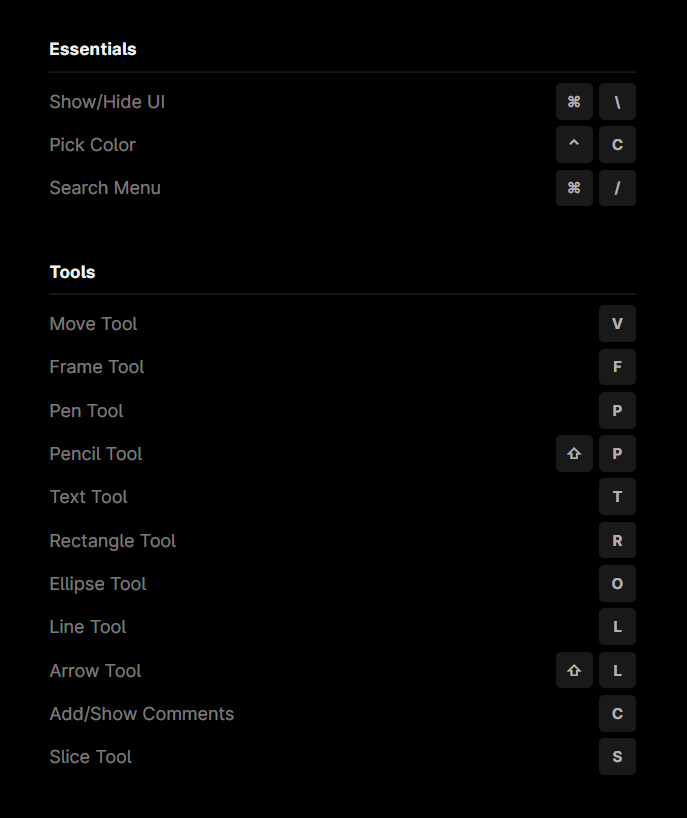 Essentials
Show/Hide UI ⌘ \
Pick Color ^ C
Search Menu ⌘ /
Tools
Move Tool V
Frame Tool F
Pen Tool P
Pencil Tool ⇧ P
Text Tool T
Rectangle Tool R
Ellipse Tool O
Line Tool L
Arrow Tool ⇧ L
Add/Show Comments C
Slice Tool S